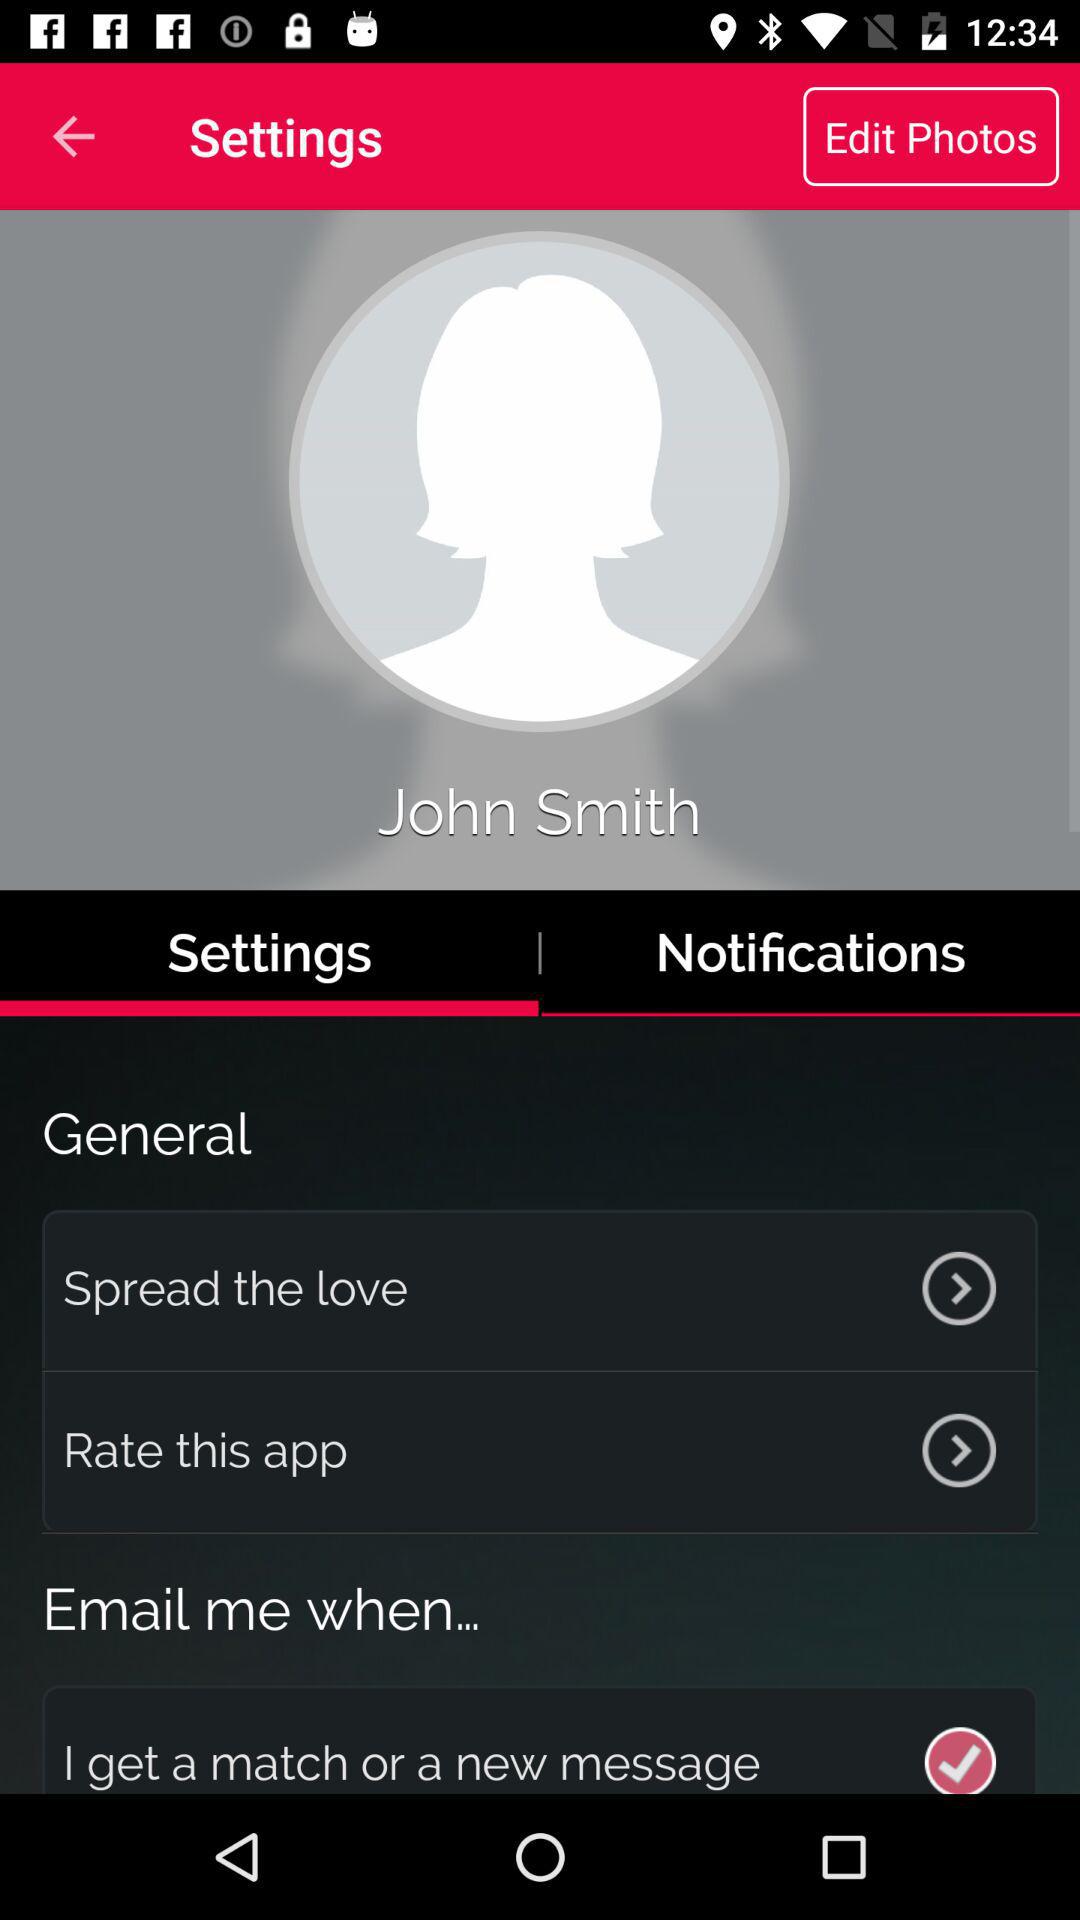 12:34
Settings
Edit Photos
John Smith
Settings
Notifications
General
Spread the love
Rate this app
Email me when...
I get a match or a new message